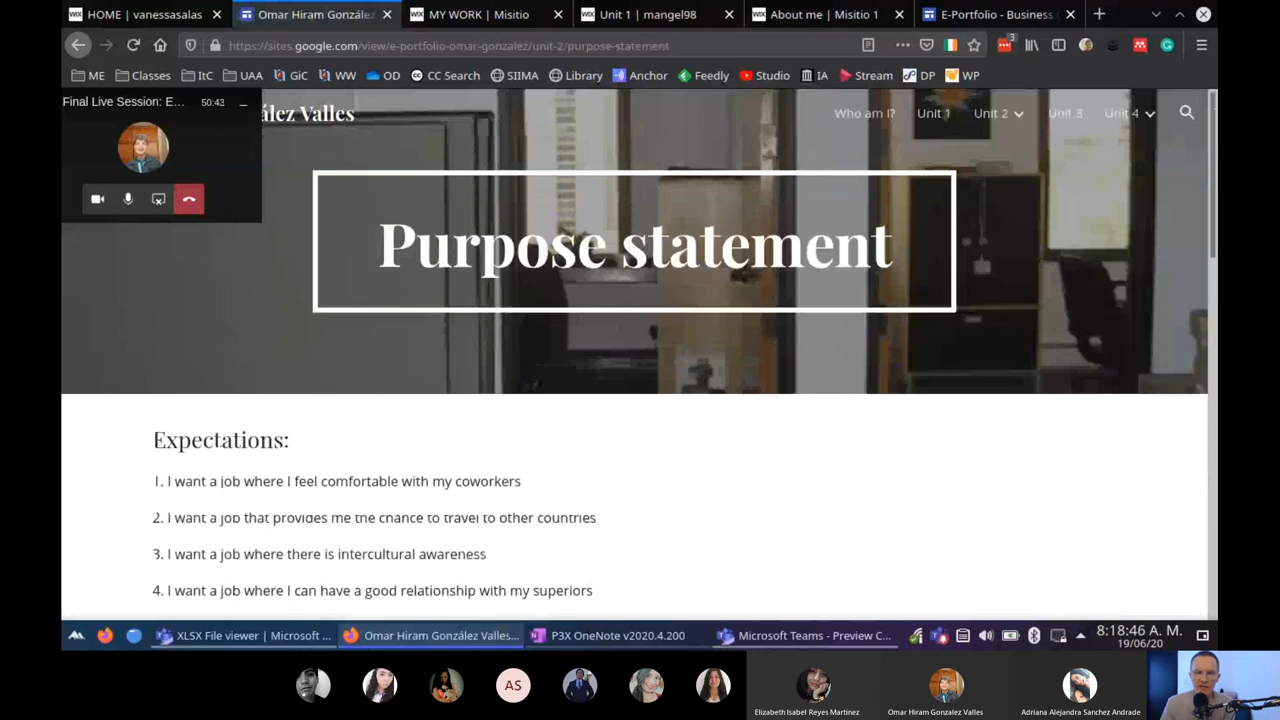 HOME | vanessasalas
Omar Hiram González
MY WORK | Misitio
Unit 1 | mangel98
About me | Misitio 1
E-Portfolio - Business
https://sites.google.com/view/e-portfolio-omar-gonzalez/unit-2/purpose-statement
3
ME
Classes
ItC
UAA
GiC
WW
OD
CC Search
SIIMA
Library
Anchor
Feedly
Studio
IA
Stream
DP
WP
Final Live Session: E...
50:43
ález Valles
Who am I?
Unit 1
Unit 2
Unit 3
Unit 4
Purpose statement
Expectations:
1. I want a job where I feel comfortable with my coworkers
2. I want a job that provides me the chance to travel to other countries
3. I want a job where there is intercultural awareness
4. I want a job where I can have a good relationship with my superiors
XLSX File viewer | Microsoft ...
Omar Hiram González Valles...
P3X OneNote v2020.4.200
Microsoft Teams - Preview C...
8:18:46 A. M.
19/06/20
AS
Elizabeth Isabel Reyes Martinez
Omar Hiram Gonzalez Valles
Adriana Alejandra Sanchez Andrade